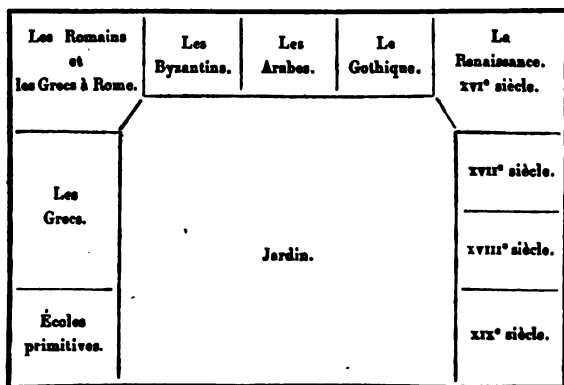 Les Romains
et
les Grecs à Rome.
Les
Byzantins.
Les
Arabes.
Le
Gothique.
La
Renaissance.
XVIe siècle.
Les
Grecs.
Écoles
primitives.
Jardin.
XVIIe siècle.
XVIIIe siècle.
XIXe siècle.